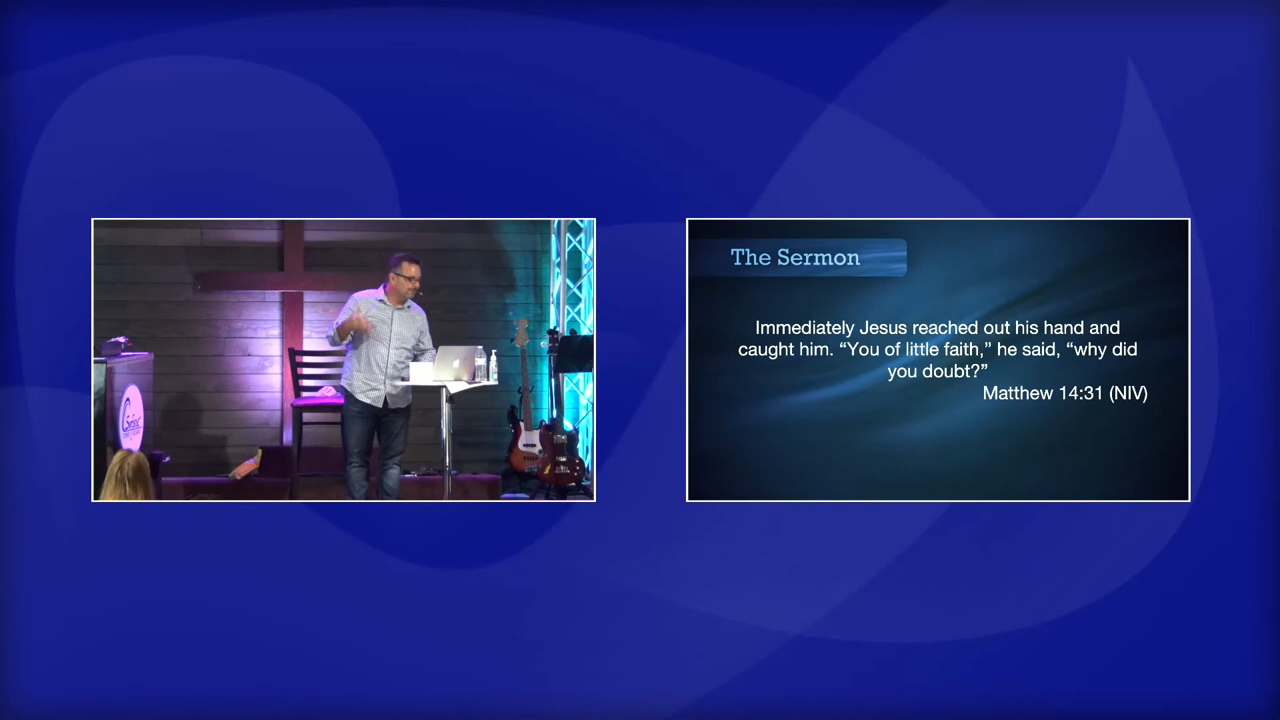 The Sermon
Immediately Jesus reached out his hand and
caught him. “You of little faith,” he said, “why did
you doubt?”
Matthew 14:31 (NIV)